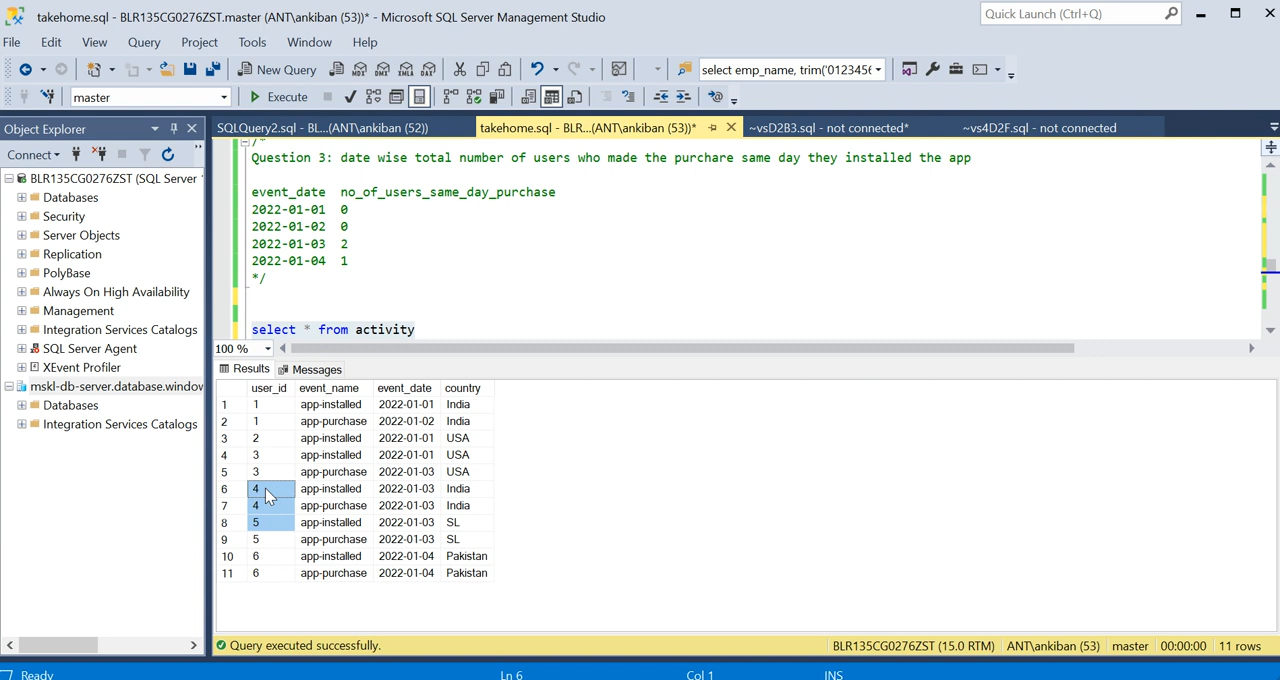 takehome.sql - BLR135CG0276ZST.master (ANT\ankiban (53))* - Microsoft SQL Server Management Studio
Quick Launch (Ctrl+Q)
File Edit View Query Project Tools Window Help
New Query MDX DMX XMLA DAX select emp_name, trim('0123456
master Execute
Object Explorer
SQLQuery2.sql - BL...(ANT\ankiban (52)) takehome.sql - BLR...(ANT\ankiban (53))* ~vsD2B3.sql - not connected* ~vs4D2F.sql - not connected
Connect
BLR135CG0276ZST (SQL Server
Databases
Security
Server Objects
Replication
PolyBase
Always On High Availability
Management
Integration Services Catalogs
SQL Server Agent
XEvent Profiler
mskl-db-server.database.window
Databases
Integration Services Catalogs
Question 3: date wise total number of users who made the purchare same day they installed the app
event_date no_of_users_same_day_purchase
2022-01-01 0
2022-01-02 0
2022-01-03 2
2022-01-04 1
*/
select * from activity
100 %
Results Messages
user_id event_name event_date country
1 1 app-installed 2022-01-01 India
2 1 app-purchase 2022-01-02 India
3 2 app-installed 2022-01-01 USA
4 3 app-installed 2022-01-01 USA
5 3 app-purchase 2022-01-03 USA
6 4 app-installed 2022-01-03 India
7 4 app-purchase 2022-01-03 India
8 5 app-installed 2022-01-03 SL
9 5 app-purchase 2022-01-03 SL
10 6 app-installed 2022-01-04 Pakistan
11 6 app-purchase 2022-01-04 Pakistan
Query executed successfully. BLR135CG0276ZST (15.0 RTM) ANT\ankiban (53) master 00:00:00 11 rows
Ready Ln 6 Col 1 INS